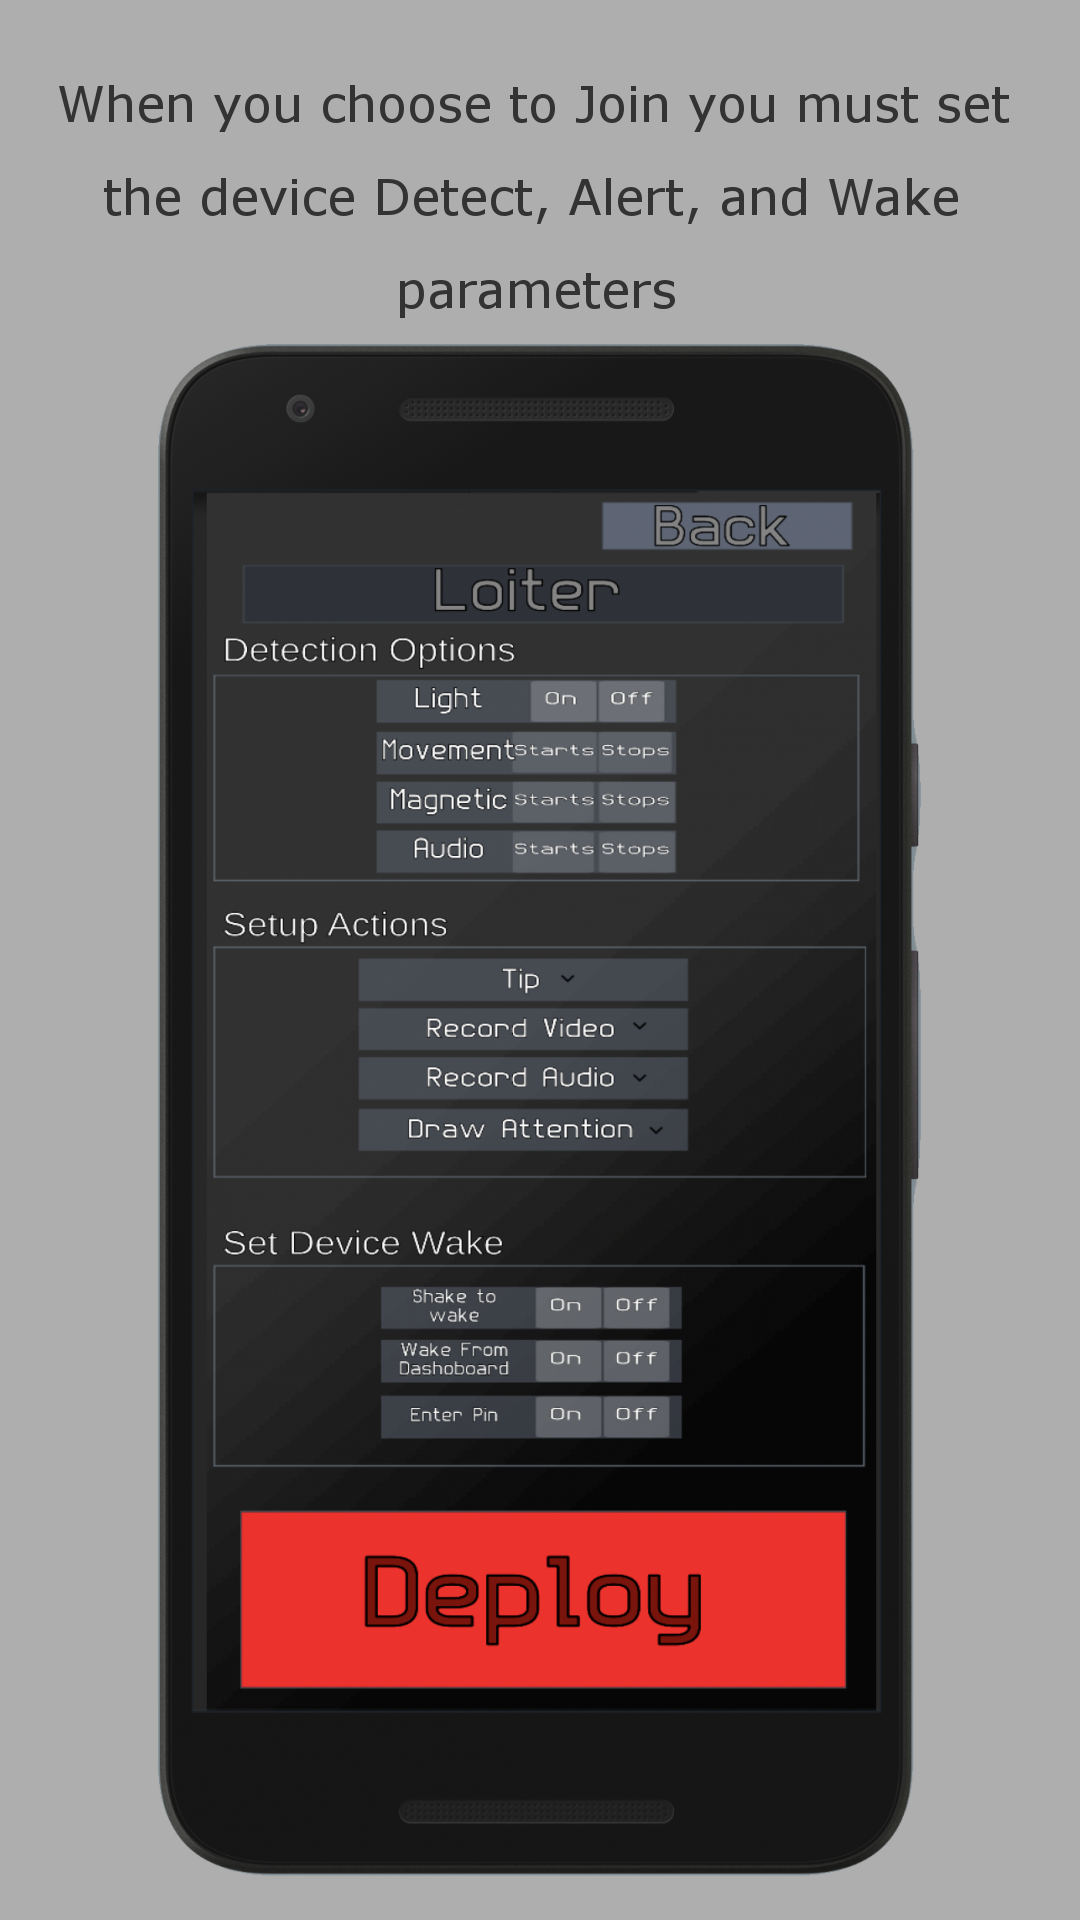 When you choose to Join you must set
the device Detect, Alert, and Wake
parameters
Back
Loiter
Detection Options
Light On Off
Movement Starts Stops
Magnetic Starts Stops
Audio Starts Stops
Setup Actions
Tip
Record Video
Record Audio
Draw Attention
Set Device Wake
Shake to
wake
On Off
Wake From
Dashoboard
On Off
Enter Pin On Off
Deploy